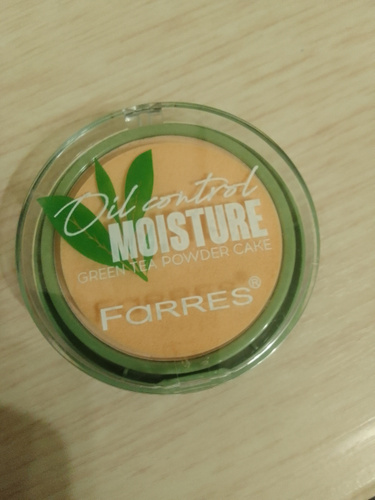 Oil control
MOISTURE
GREEN TEA POWDER CAKE
FaRRES®